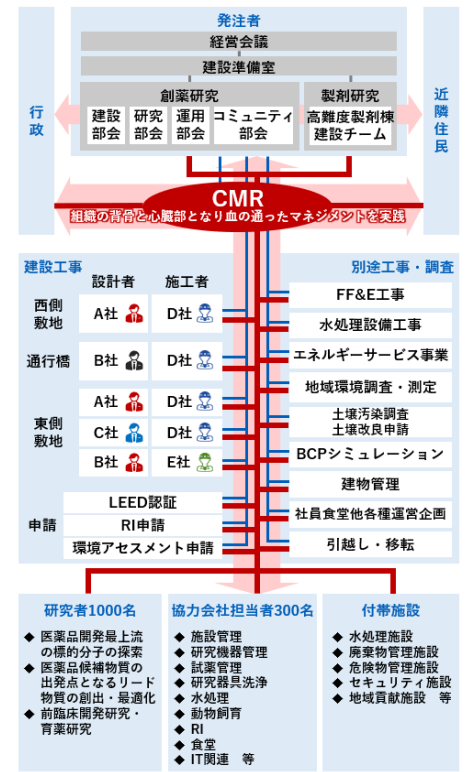 発注者
経営会議
建設準備室
創薬研究
建設
部会
研究
部会
運用
部会
コミュニティ
部会
製剤研究
高難度製剤棟
建設チーム
行
政
近
隣
住
民
CMR
組織の背骨と心臓部となり血の通ったマネジメントを実践
建設工事
設計者
施工者
西側
敷地
A社
D社
通行橋
B社
D社
東側
敷地
A社
D社
C社
D社
B社
E社
申請
LEED認証
RI申請
環境アセスメント申請
別途工事・調査
FF&E工事
水処理設備工事
エネルギーサービス事業
地域環境調査・測定
土壌汚染調査
土壌改良申請
BCPシミュレーション
建物管理
社員食堂他各種運営企画
引越し・移転
研究者1000名
◆ 医薬品開発最上流
の標的分子の探索
◆ 医薬品候補物質の
出発点となるリード
物質の創出・最適化
◆ 前臨床開発研究・
育薬研究
協力会社担当者300名
◆ 施設管理
◆ 研究機器管理
◆ 試薬管理
◆ 研究器具洗浄
◆ 水処理
◆ 動物飼育
◆ RI
◆ 食堂
◆ IT関連 等
付帯施設
◆ 水処理施設
◆ 廃棄物管理施設
◆ 危険物管理施設
◆ セキュリティ施設
◆ 地域貢献施設 等